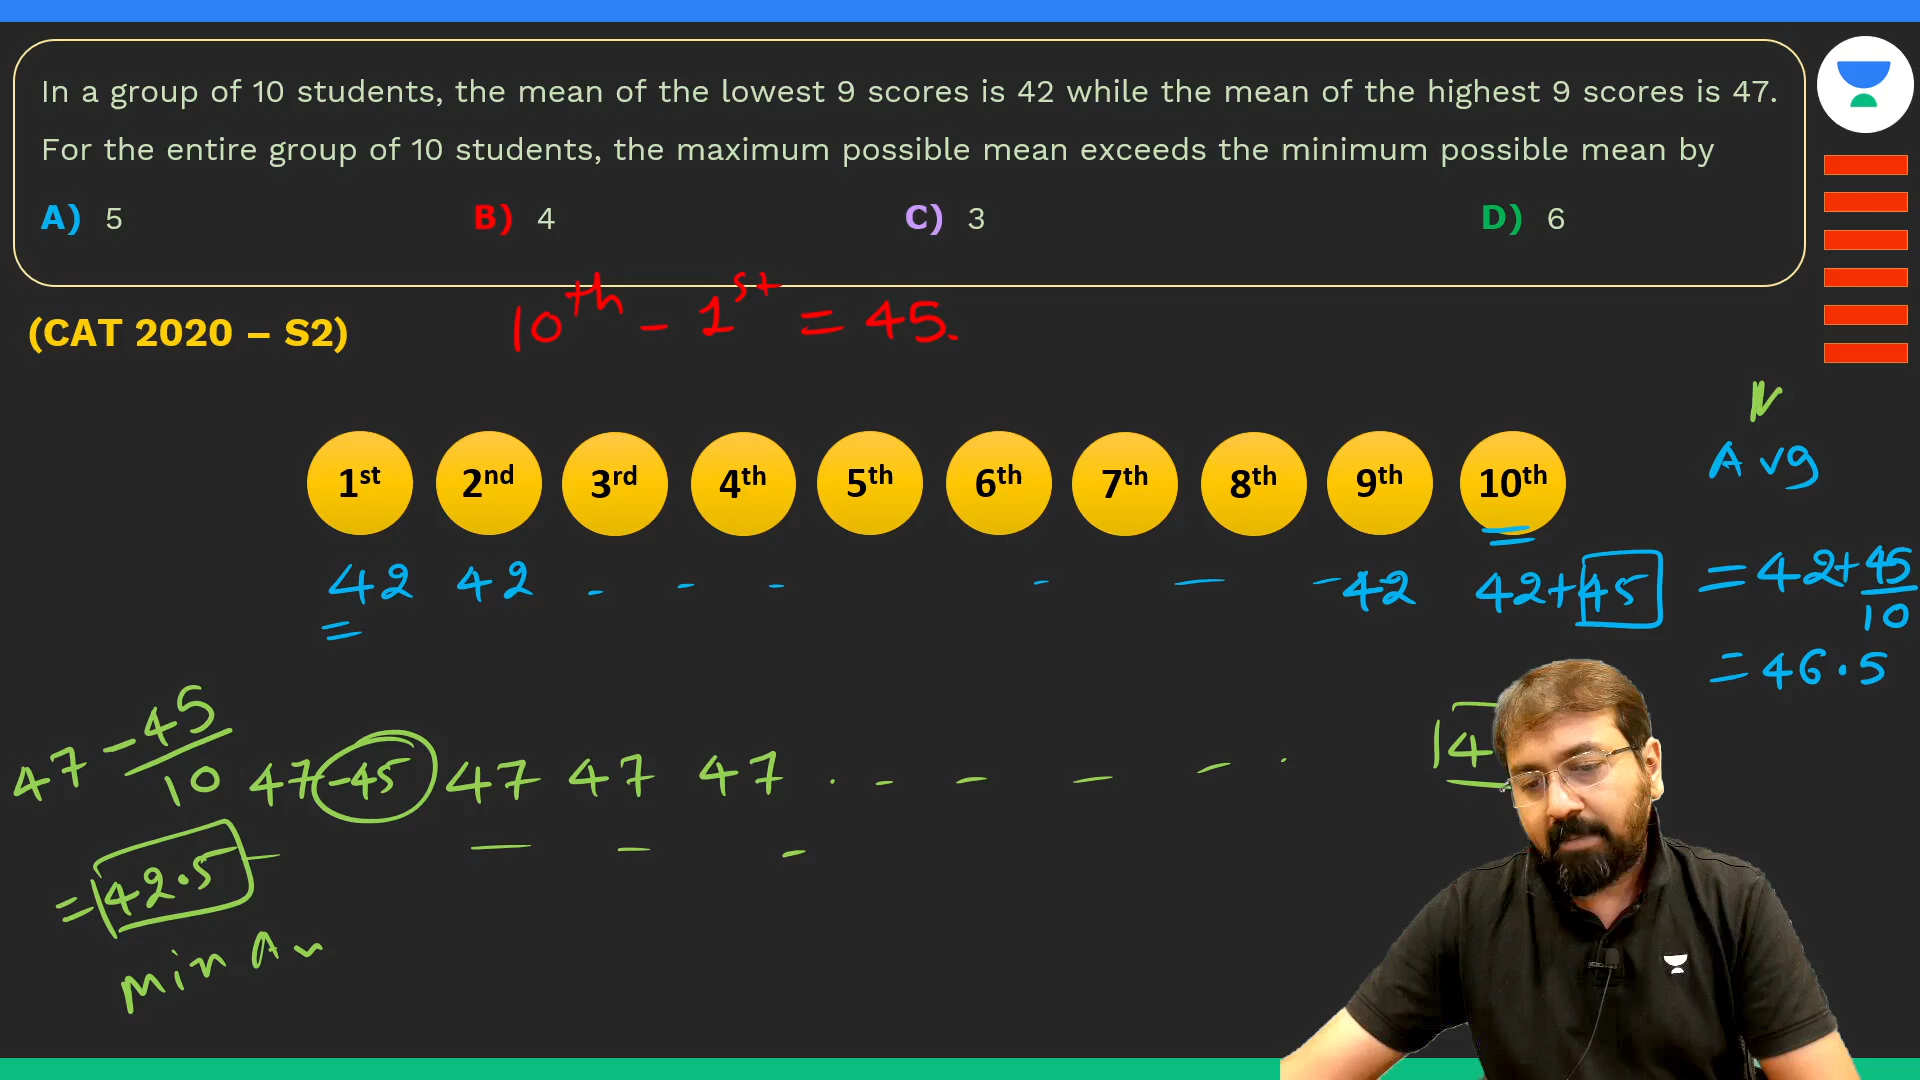 In a group of 10 students, the mean of the lowest 9 scores is 42 while the mean of the highest 9 scores is 47.
For the entire group of 10 students, the maximum possible mean exceeds the minimum possible mean by
A) 5 B) 4 C) 3 D) 6
(CAT 2020 – S2)
10th - 1st = 45.
1st 2nd 3rd 4th 5th 6th 7th 8th 9th 10th
Avg
42 42 - - - - - -42 42+45
= 42+45/10
= 46.5
47-45/10
47-45 47 47 47 . - - - - .
= 42.5
min Av